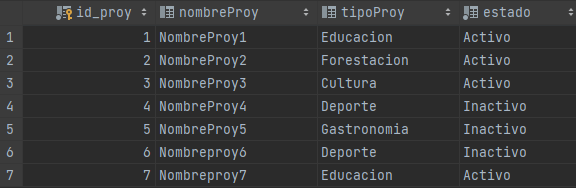 id_proy nombreProy tipoProy estado
1 1 NombreProy1 Educacion Activo
2 2 NombreProy2 Forestacion Activo
3 3 NombreProy3 Cultura Activo
4 4 NombreProy4 Deporte Inactivo
5 5 NombreProy5 Gastronomia Inactivo
6 6 Nombreproy6 Deporte Inactivo
7 7 Nombreproy7 Educacion Activo